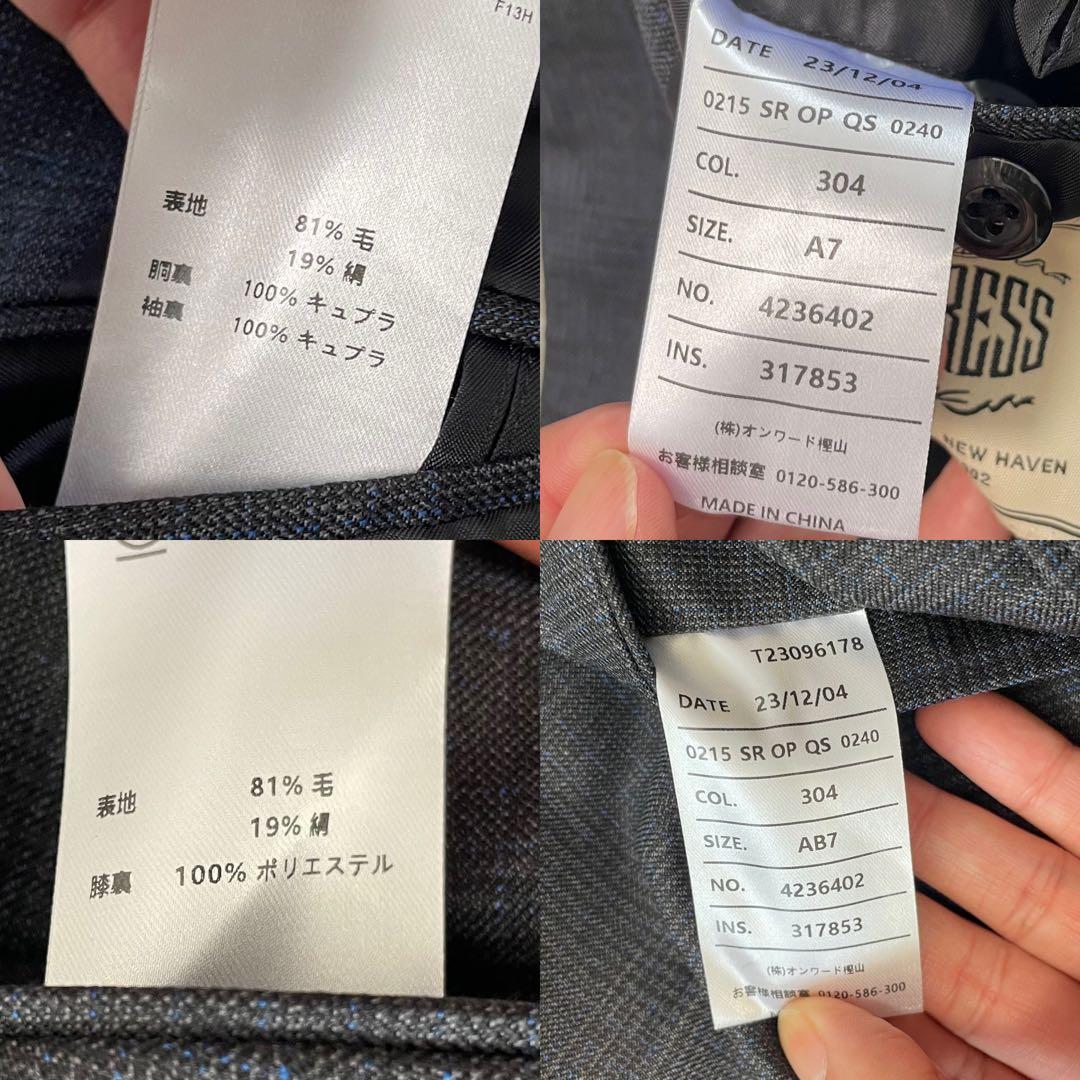 F13H
表地
81% 毛
19% 絹
胴裏 100% キュプラ
袖裏 100% キュプラ
DATE 23/12/04
0215 SR OP QS 0240
COL. 304
SIZE. A7
NO. 4236402
INS. 317853
(株)オンワード樫山
お客様相談室 0120-586-300
MADE IN CHINA
RESS
NEW HAVEN
表地
81% 毛
19% 絹
膝裏 100% ポリエステル
T23096178
DATE 23/12/04
0215 SR OP QS 0240
COL. 304
SIZE. AB7
NO. 4236402
INS. 317853
(株)オンワード樫山
お客様相談室 0120-586-300